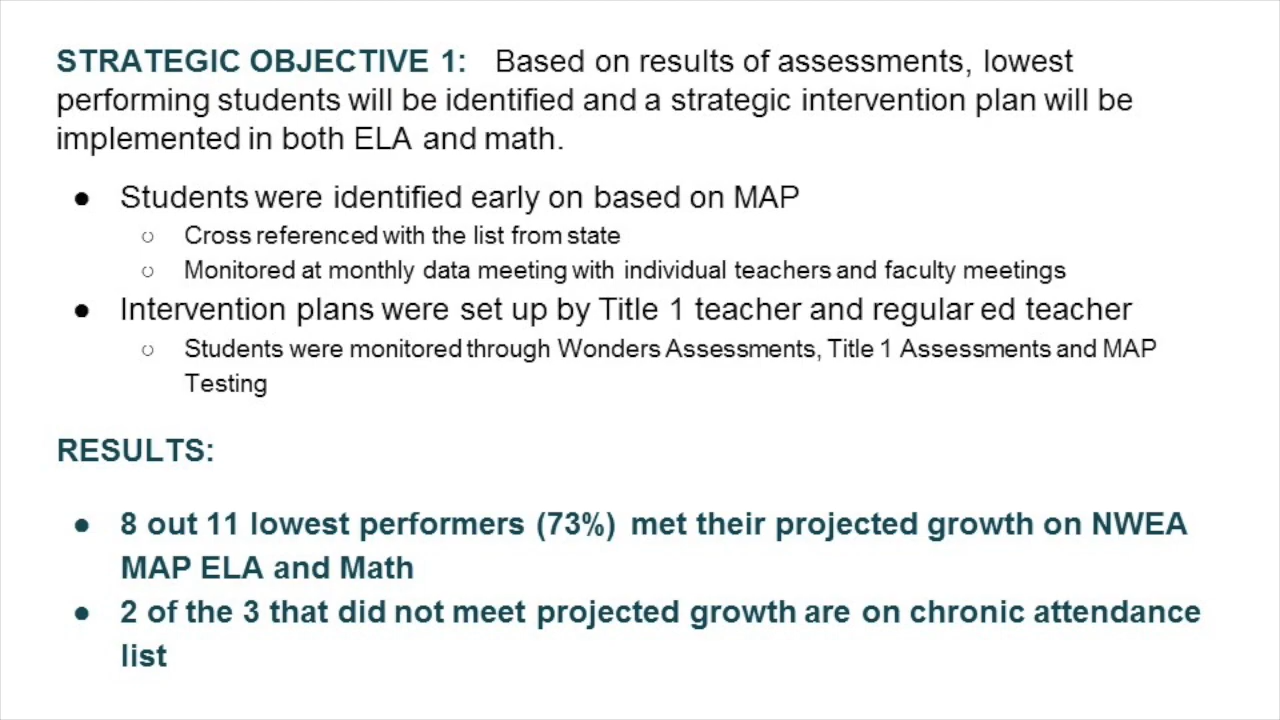 STRATEGIC OBJECTIVE 1: Based on results of assessments, lowest
performing students will be identified and a strategic intervention plan will be
implemented in both ELA and math.
● Students were identified early on based on MAP
○ Cross referenced with the list from state
○ Monitored at monthly data meeting with individual teachers and faculty meetings
● Intervention plans were set up by Title 1 teacher and regular ed teacher
○ Students were monitored through Wonders Assessments, Title 1 Assessments and MAP
Testing
RESULTS:
● 8 out 11 lowest performers (73%) met their projected growth on NWEA
MAP ELA and Math
● 2 of the 3 that did not meet projected growth are on chronic attendance
list